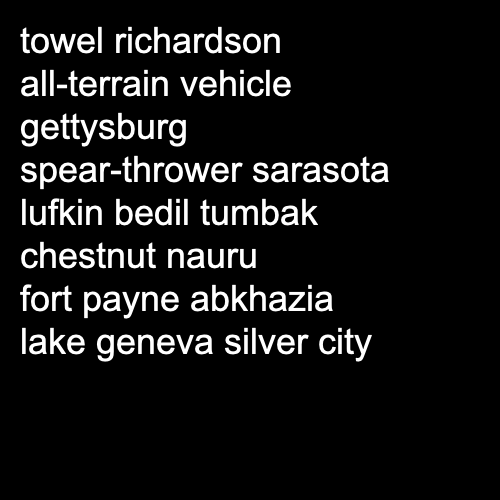 towel richardson
all-terrain vehicle
gettysburg
spear-thrower sarasota
lufkin bedil tumbak
chestnut nauru
fort payne abkhazia
lake geneva silver city